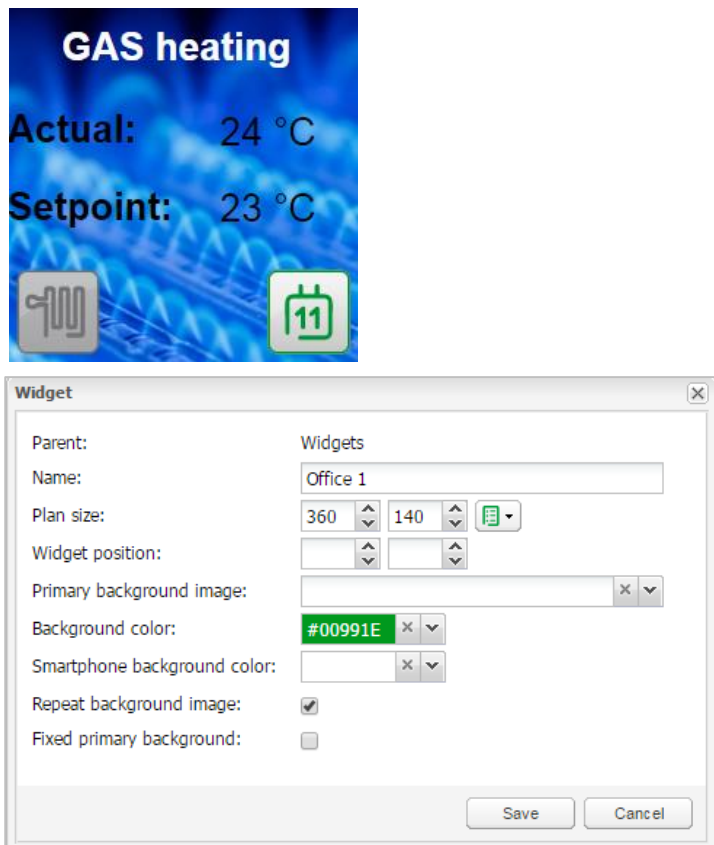 GAS heating
Actual: 24 °C
Setpoint: 23 °C
11
Widget
Parent: Widgets
Name: Office 1
Plan size: 360 140
Widget position:
Primary background image:
Background color: #00991E
Smartphone background color:
Repeat background image:
Fixed primary background:
Save Cancel